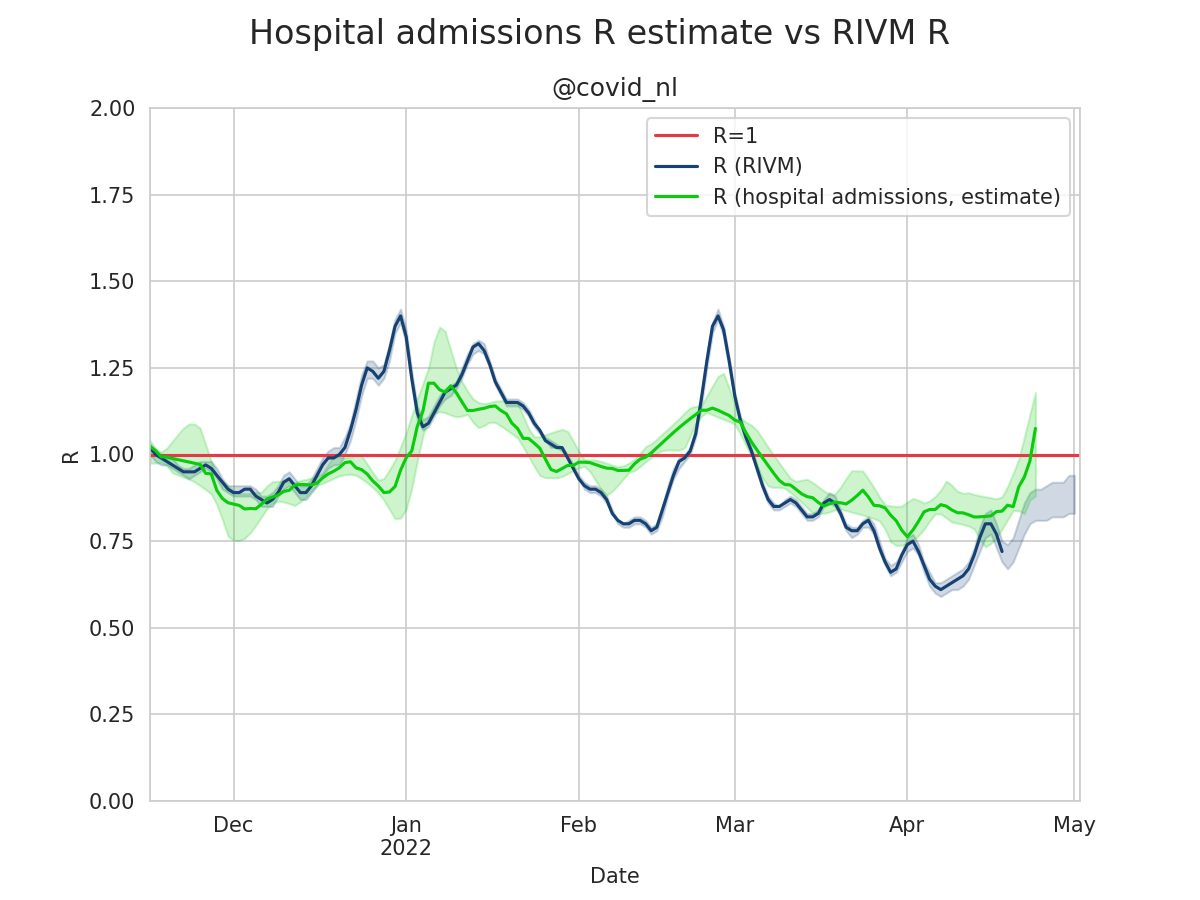 Hospital admissions R estimate vs RIVM R
@covid_nl
R=1
R (RIVM)
R (hospital admissions, estimate)
2.00
1.75
1.50
1.25
1.00
0.75
0.50
0.25
0.00
R
Dec
Jan
2022
Feb
Mar
Apr
May
Date